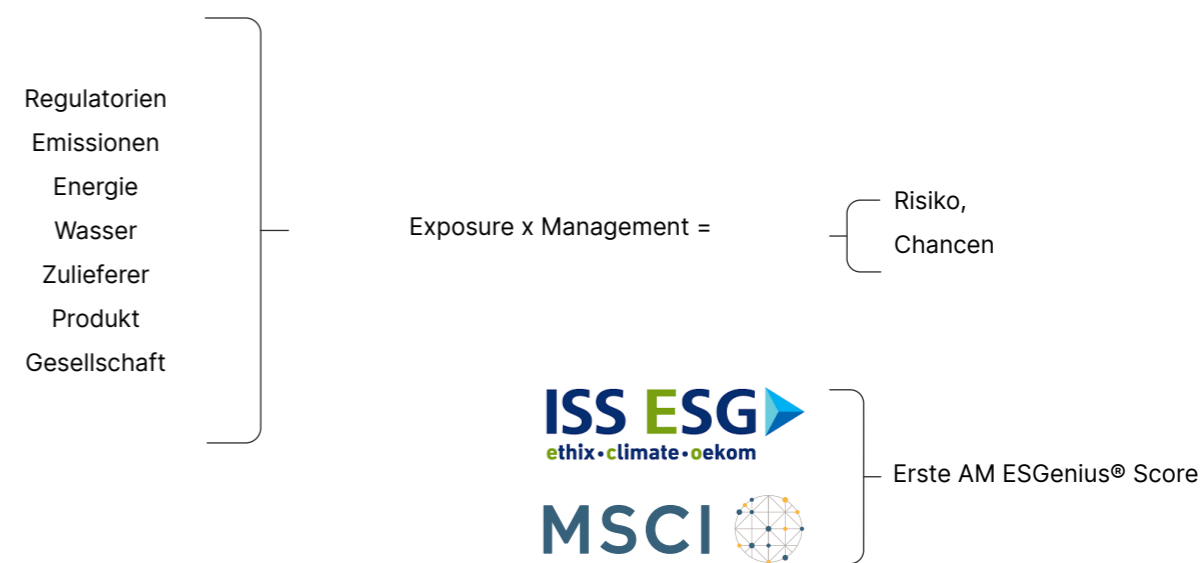 Regulatorien
Emissionen
Energie
Wasser
Zulieferer
Produkt
Gesellschaft
Exposure x Management =
Risiko,
Chancen
ISS ESG
ethix•climate•oekom
MSCI
Erste AM ESGenius® Score